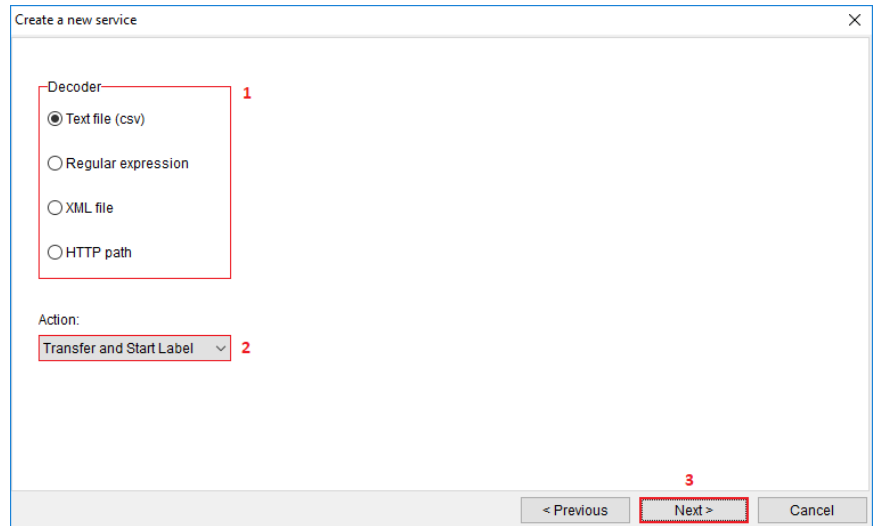 Create a new service
Decoder
1
Text file (csv)
Regular expression
XML file
HTTP path
Action:
Transfer and Start Label
2
3
< Previous
Next >
Cancel